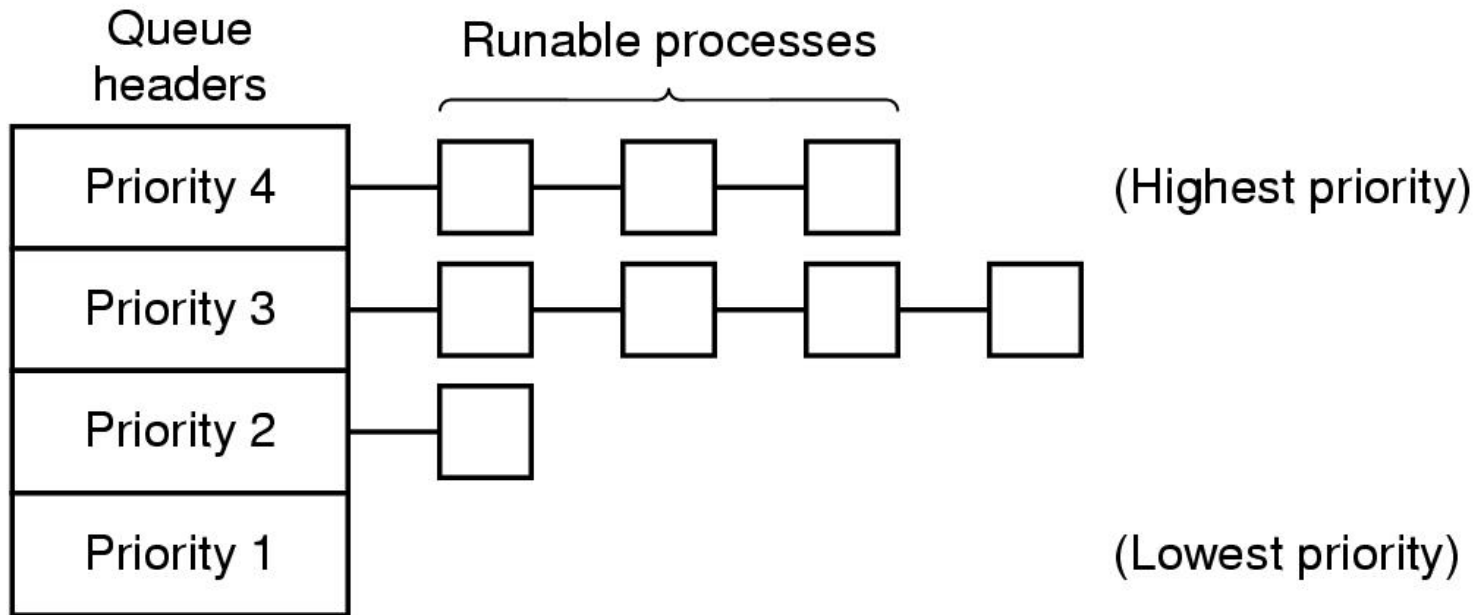 Queue
headers
Runable processes
Priority 4
(Highest priority)
Priority 3
Priority 2
Priority 1
(Lowest priority)